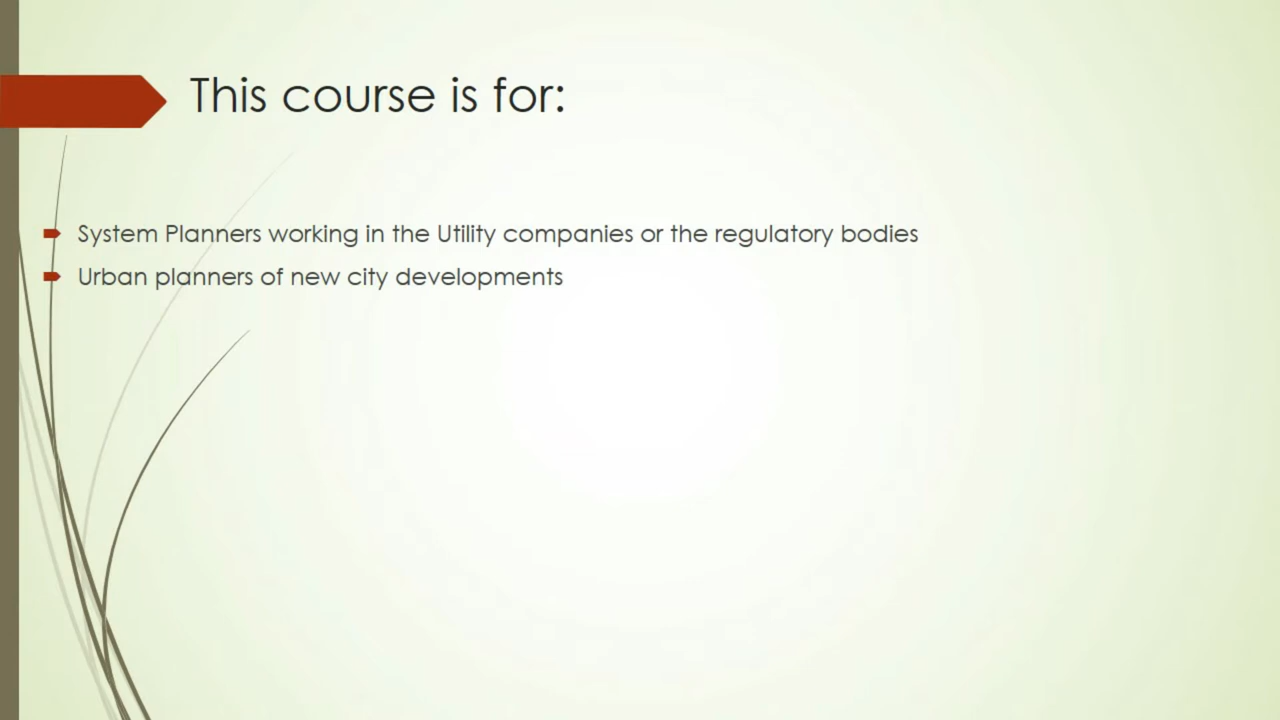 This course is for:
System Planners working in the Utility companies or the regulatory bodies
Urban planners of new city developments